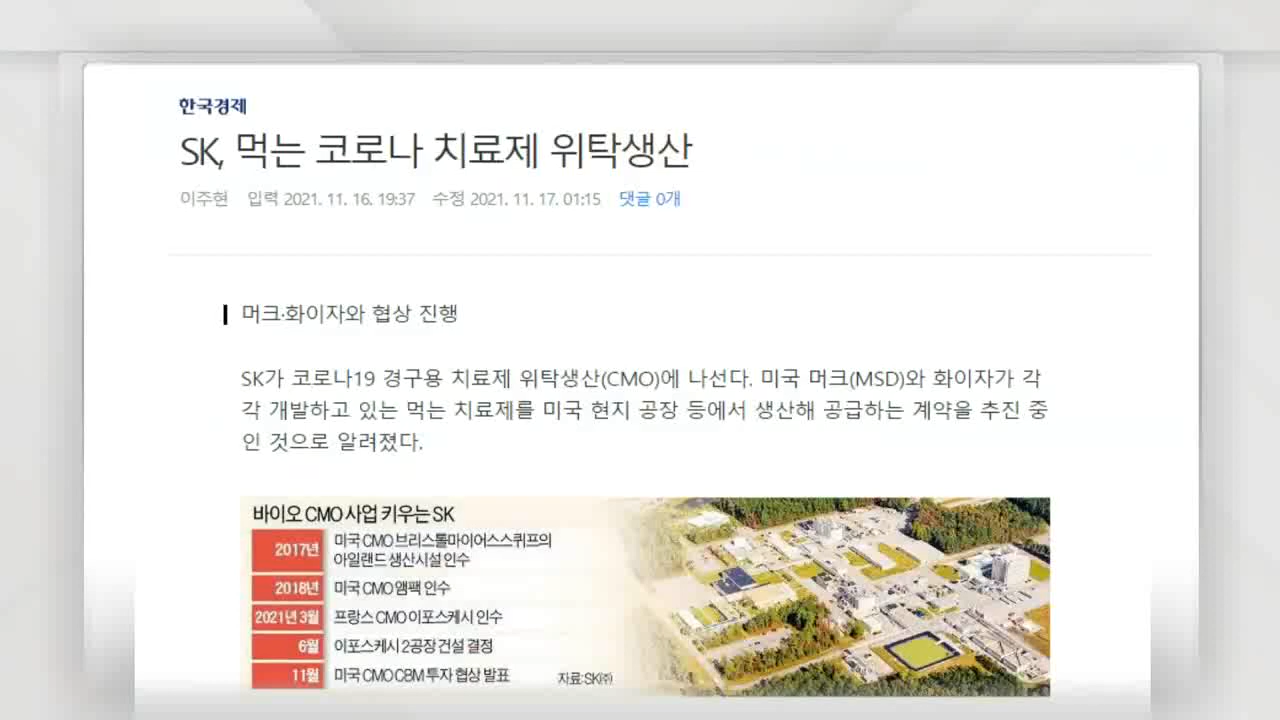 한국경제
SK, 먹는 코로나 치료제 위탁생산
이주현 입력 2021. 11. 16. 19:37 수정 2021. 11. 17. 01:15 댓글 0개
머크·화이자와 협상 진행
SK가 코로나19 경구용 치료제 위탁생산(CMO)에 나선다. 미국 머크(MSD)와 화이자가 각
각 개발하고 있는 먹는 치료제를 미국 현지 공장 등에서 생산해 공급하는 계약을 추진 중
인 것으로 알려졌다.
바이오 CMO 사업 키우는 SK
2017년 미국 CMO 브리스톨마이어스스퀴프의
아일랜드 생산시설 인수
2018년 미국 CMO 앰팩 인수
2021년 3월 프랑스 CMO 이포스케시 인수
6월 이포스케시 2공장 건설 결정
11월 미국 CMO CBM 투자 협상 발표
자료:SK㈜